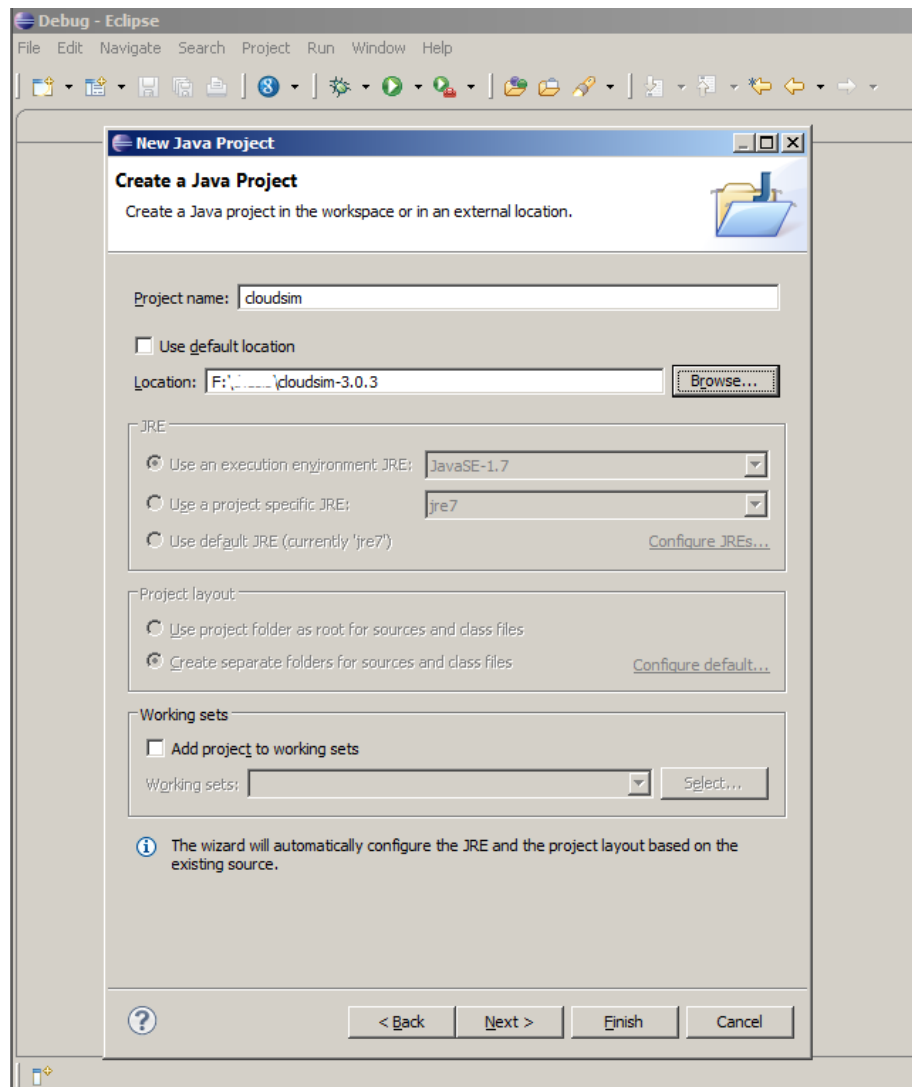 Debug - Eclipse
File Edit Navigate Search Project Run Window Help
New Java Project
Create a Java Project
Create a Java project in the workspace or in an external location.
Project name: cloudsim
Use default location
Location: F:\ \cloudsim-3.0.3 Browse...
JRE
Use an execution environment JRE: JavaSE-1.7
Use a project specific JRE: jre7
Use default JRE (currently 'jre7') Configure JREs...
Project layout
Use project folder as root for sources and class files
Create separate folders for sources and class files Configure default...
Working sets
Add project to working sets
Working sets: Select...
The wizard will automatically configure the JRE and the project layout based on the
existing source.
< Back Next > Finish Cancel